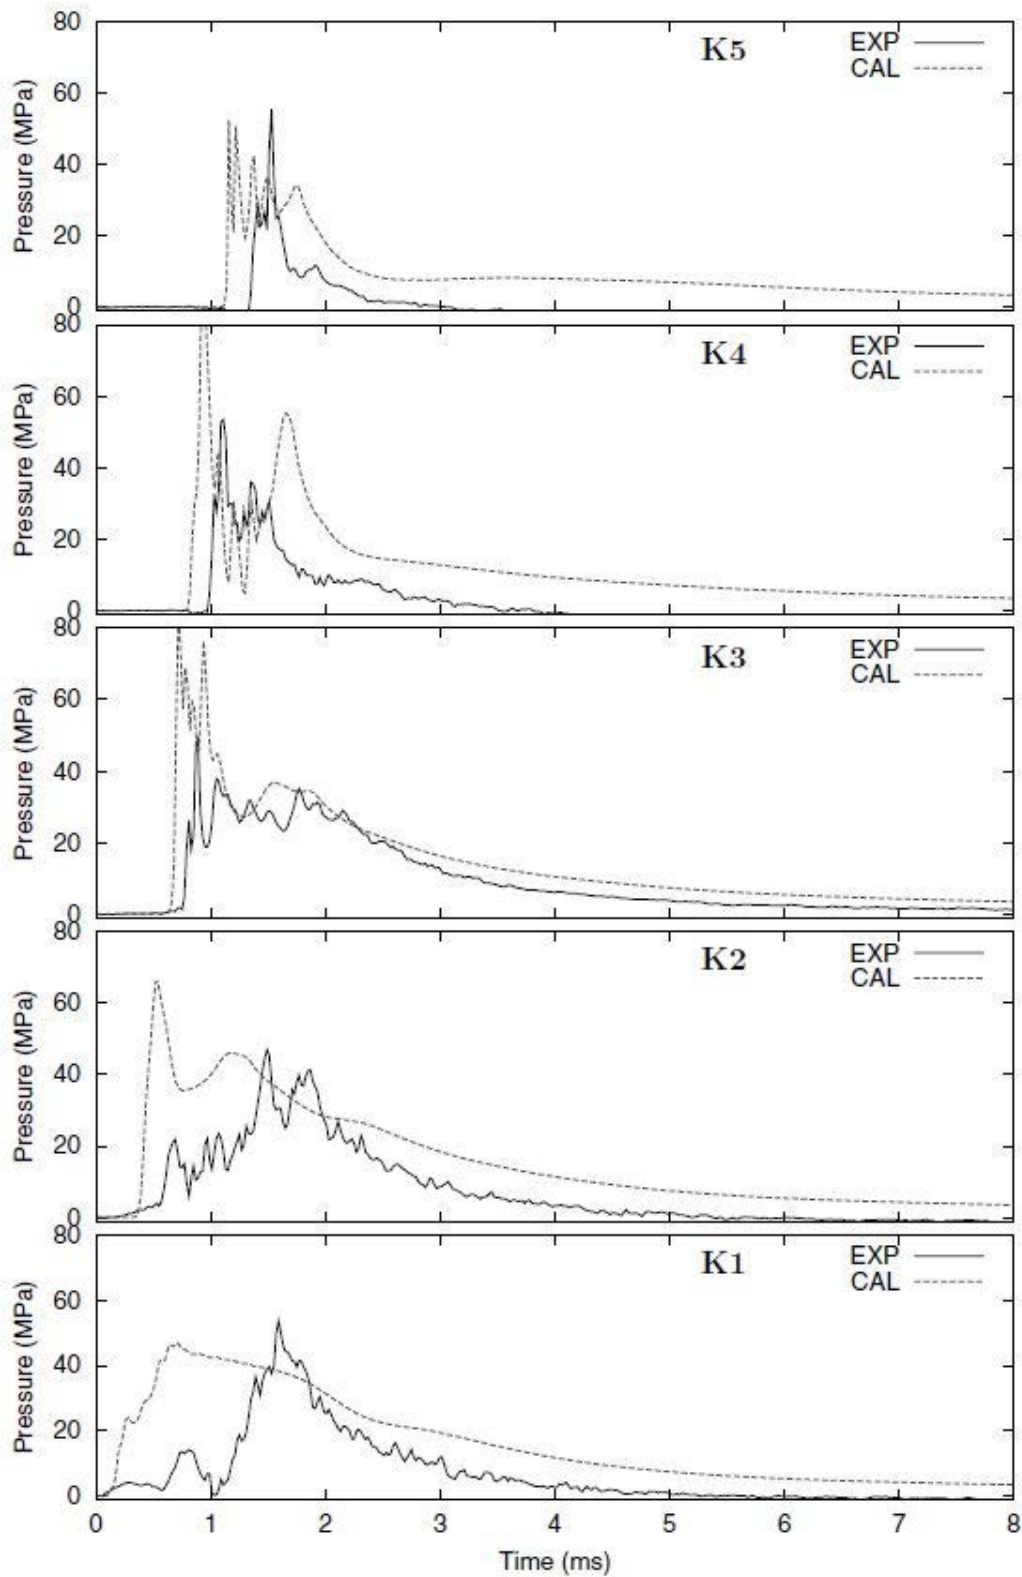 80
K5
EXP
CAL
60
40
20
0
Pressure (MPa)
80
K4
EXP
CAL
60
40
20
0
Pressure (MPa)
80
K3
EXP
CAL
60
40
20
0
Pressure (MPa)
80
K2
EXP
CAL
60
40
20
0
Pressure (MPa)
80
K1
EXP
CAL
60
40
20
0
Pressure (MPa)
0 1 2 3 4 5 6 7 8
Time (ms)